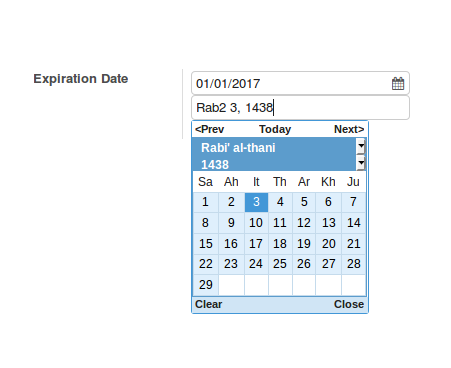 Expiration Date
01/01/2017
Rab2 3, 1438
<Prev Today Next>
Rabi' al-thani
1438
Sa Ah It Th Ar Kh Ju
1 2 3 4 5 6 7
8 9 10 11 12 13 14
15 16 17 18 19 20 21
22 23 24 25 26 27 28
29
Clear Close